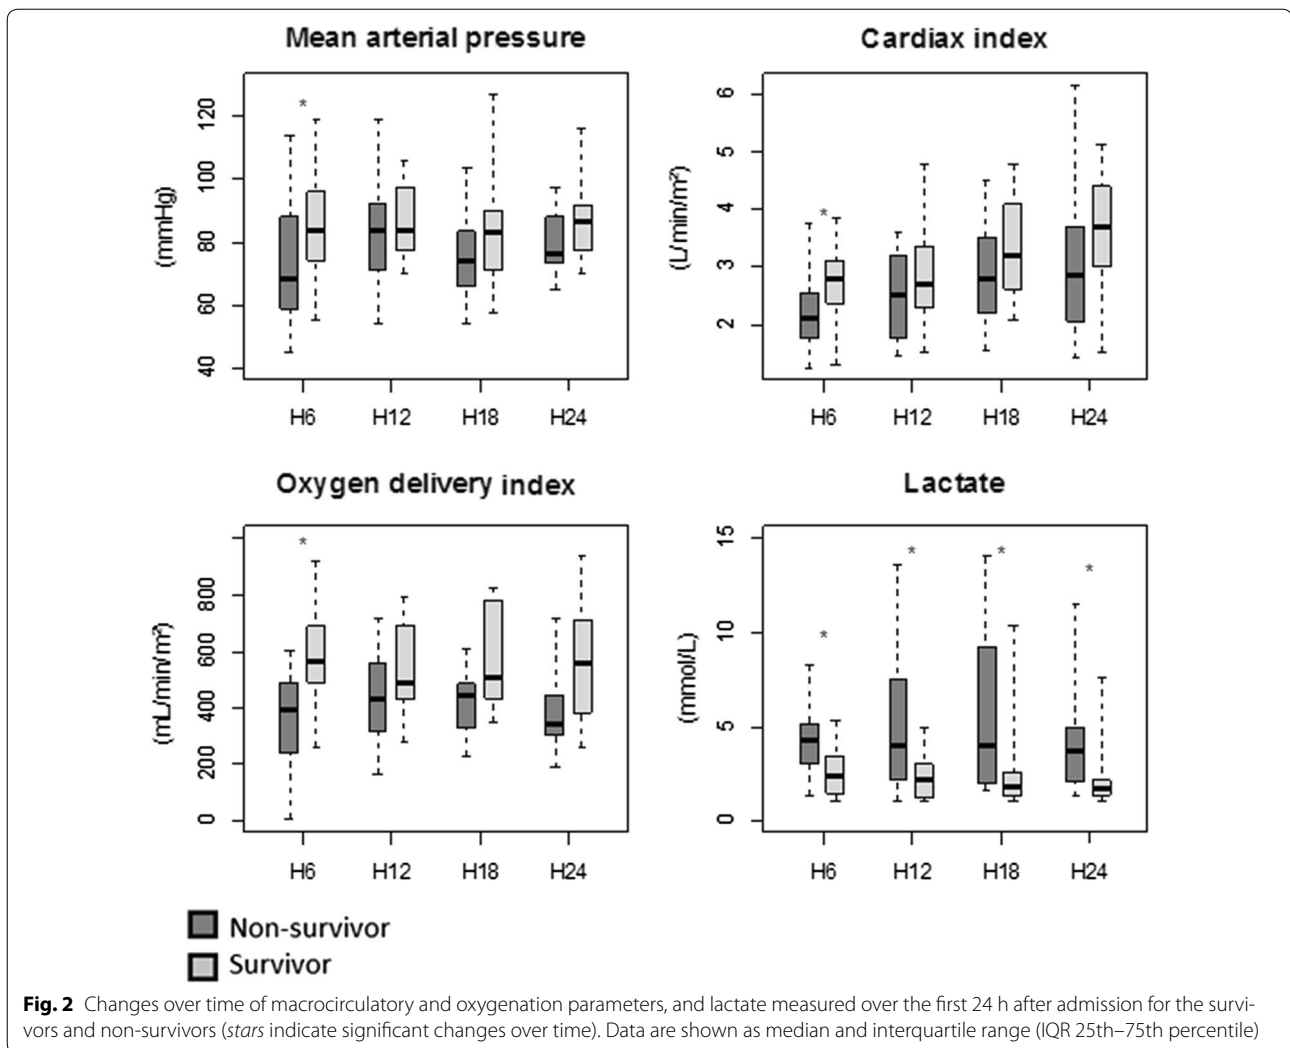 Mean arterial pressure
(mmHg)
120
100
80
60
40
*
H6 H12 H18 H24
Cardiax index
(L/min/m²)
6
5
4
3
2
*
H6 H12 H18 H24
Oxygen delivery index
(mL/min/m²)
800
600
400
200
0
*
H6 H12 H18 H24
Lactate
(mmol/L)
15
10
5
0
* * * *
H6 H12 H18 H24
Non-survivor
Survivor
Fig. 2 Changes over time of macrocirculatory and oxygenation parameters, and lactate measured over the first 24 h after admission for the survi-
vors and non-survivors (stars indicate significant changes over time). Data are shown as median and interquartile range (IQR 25th–75th percentile)